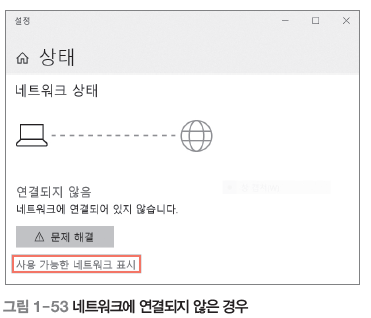 설정
상태
네트워크 상태
연결되지 않음
네트워크에 연결되어 있지 않습니다.
문제 해결
사용 가능한 네트워크 표시
그림 1-53 네트워크에 연결되지 않은 경우